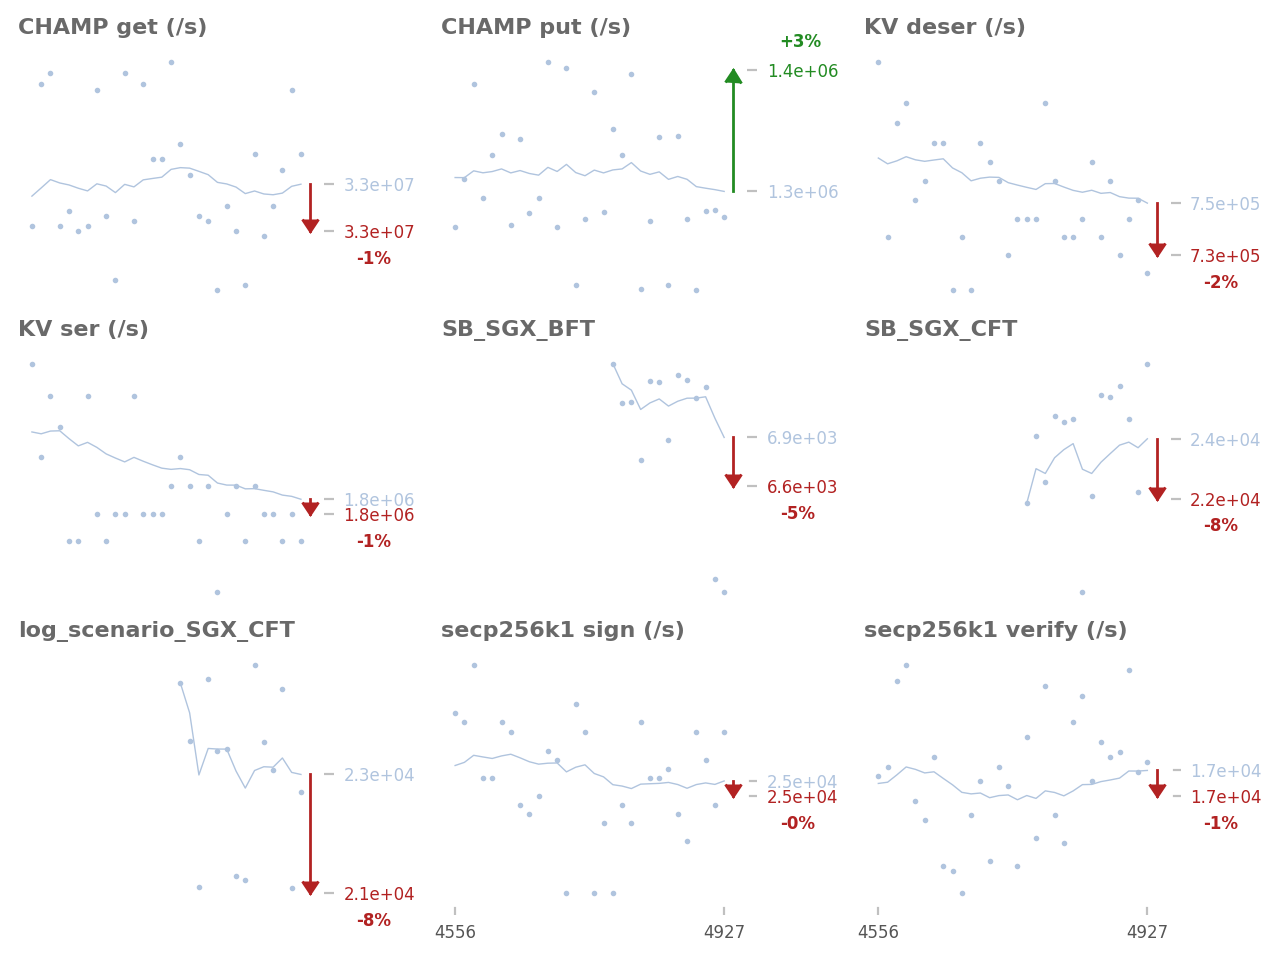 CHAMP get (/s)
3.3e+07
3.3e+07
-1%
CHAMP put (/s)
+3%
1.4e+06
1.3e+06
KV deser (/s)
7.5e+05
7.3e+05
-2%
KV ser (/s)
1.8e+06
1.8e+06
-1%
SB_SGX_BFT
6.9e+03
6.6e+03
-5%
SB_SGX_CFT
2.4e+04
2.2e+04
-8%
log_scenario_SGX_CFT
2.3e+04
2.1e+04
-8%
secp256k1 sign (/s)
2.5e+04
2.5e+04
-0%
4556
4927
secp256k1 verify (/s)
1.7e+04
1.7e+04
-1%
4556
4927